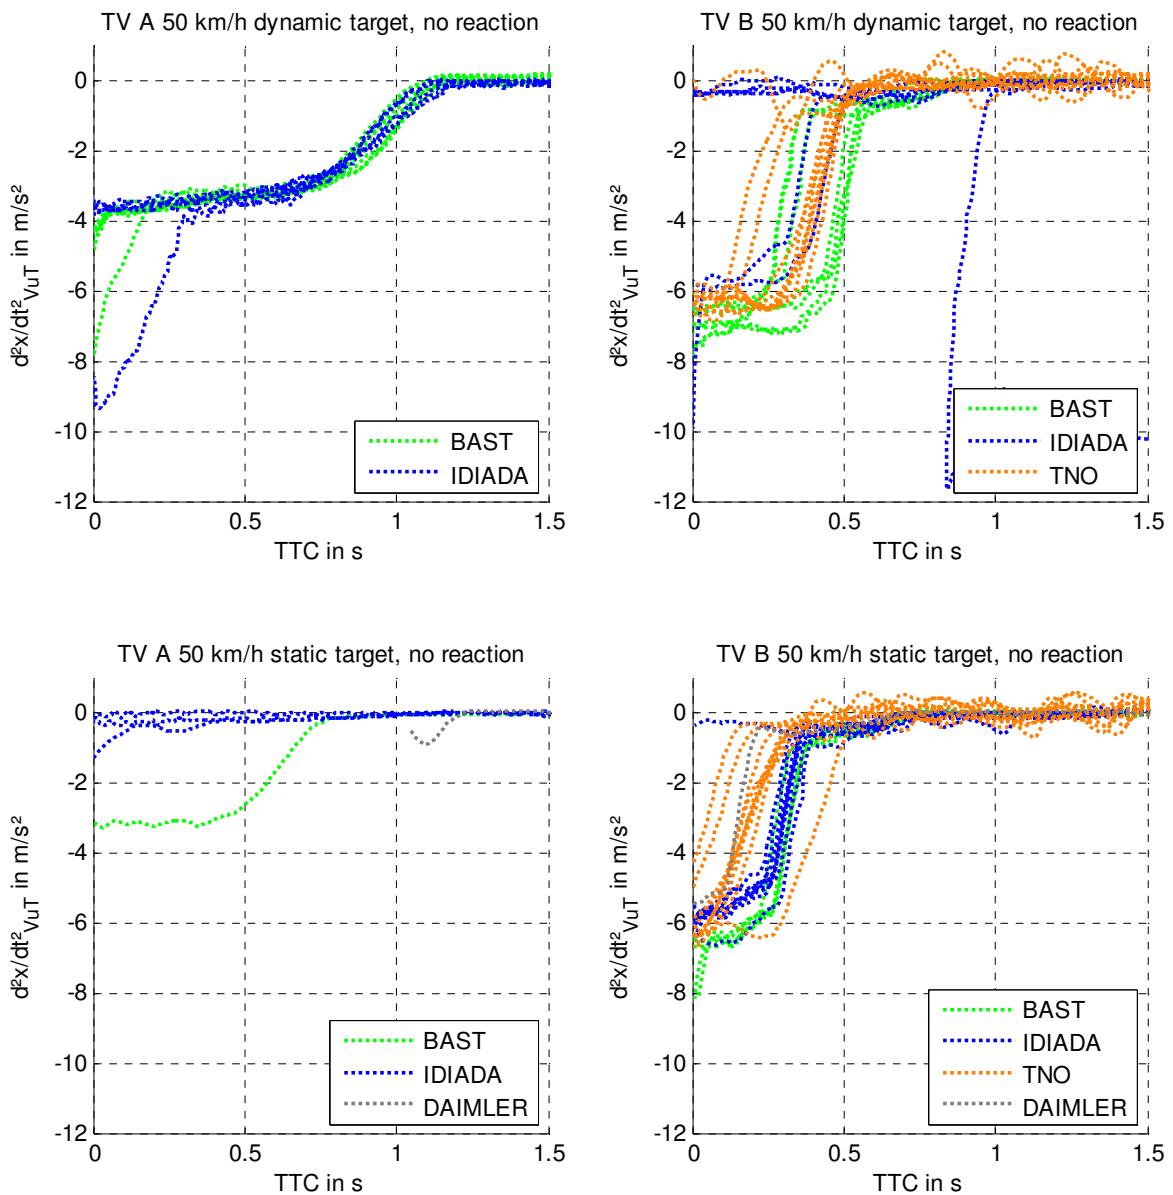 TV A 50 km/h dynamic target, no reaction
0
-2
-4
-6
-8
-10
-12
d²x/dt²VuT in m/s²
BAST
IDIADA
0 0.5 1 1.5
TTC in s
TV B 50 km/h dynamic target, no reaction
0
-2
-4
-6
-8
-10
-12
d²x/dt²VuT in m/s²
BAST
IDIADA
TNO
0 0.5 1 1.5
TTC in s
TV A 50 km/h static target, no reaction
0
-2
-4
-6
-8
-10
-12
d²x/dt²VuT in m/s²
BAST
IDIADA
DAIMLER
0 0.5 1 1.5
TTC in s
TV B 50 km/h static target, no reaction
0
-2
-4
-6
-8
-10
-12
d²x/dt²VuT in m/s²
BAST
IDIADA
TNO
DAIMLER
0 0.5 1 1.5
TTC in s